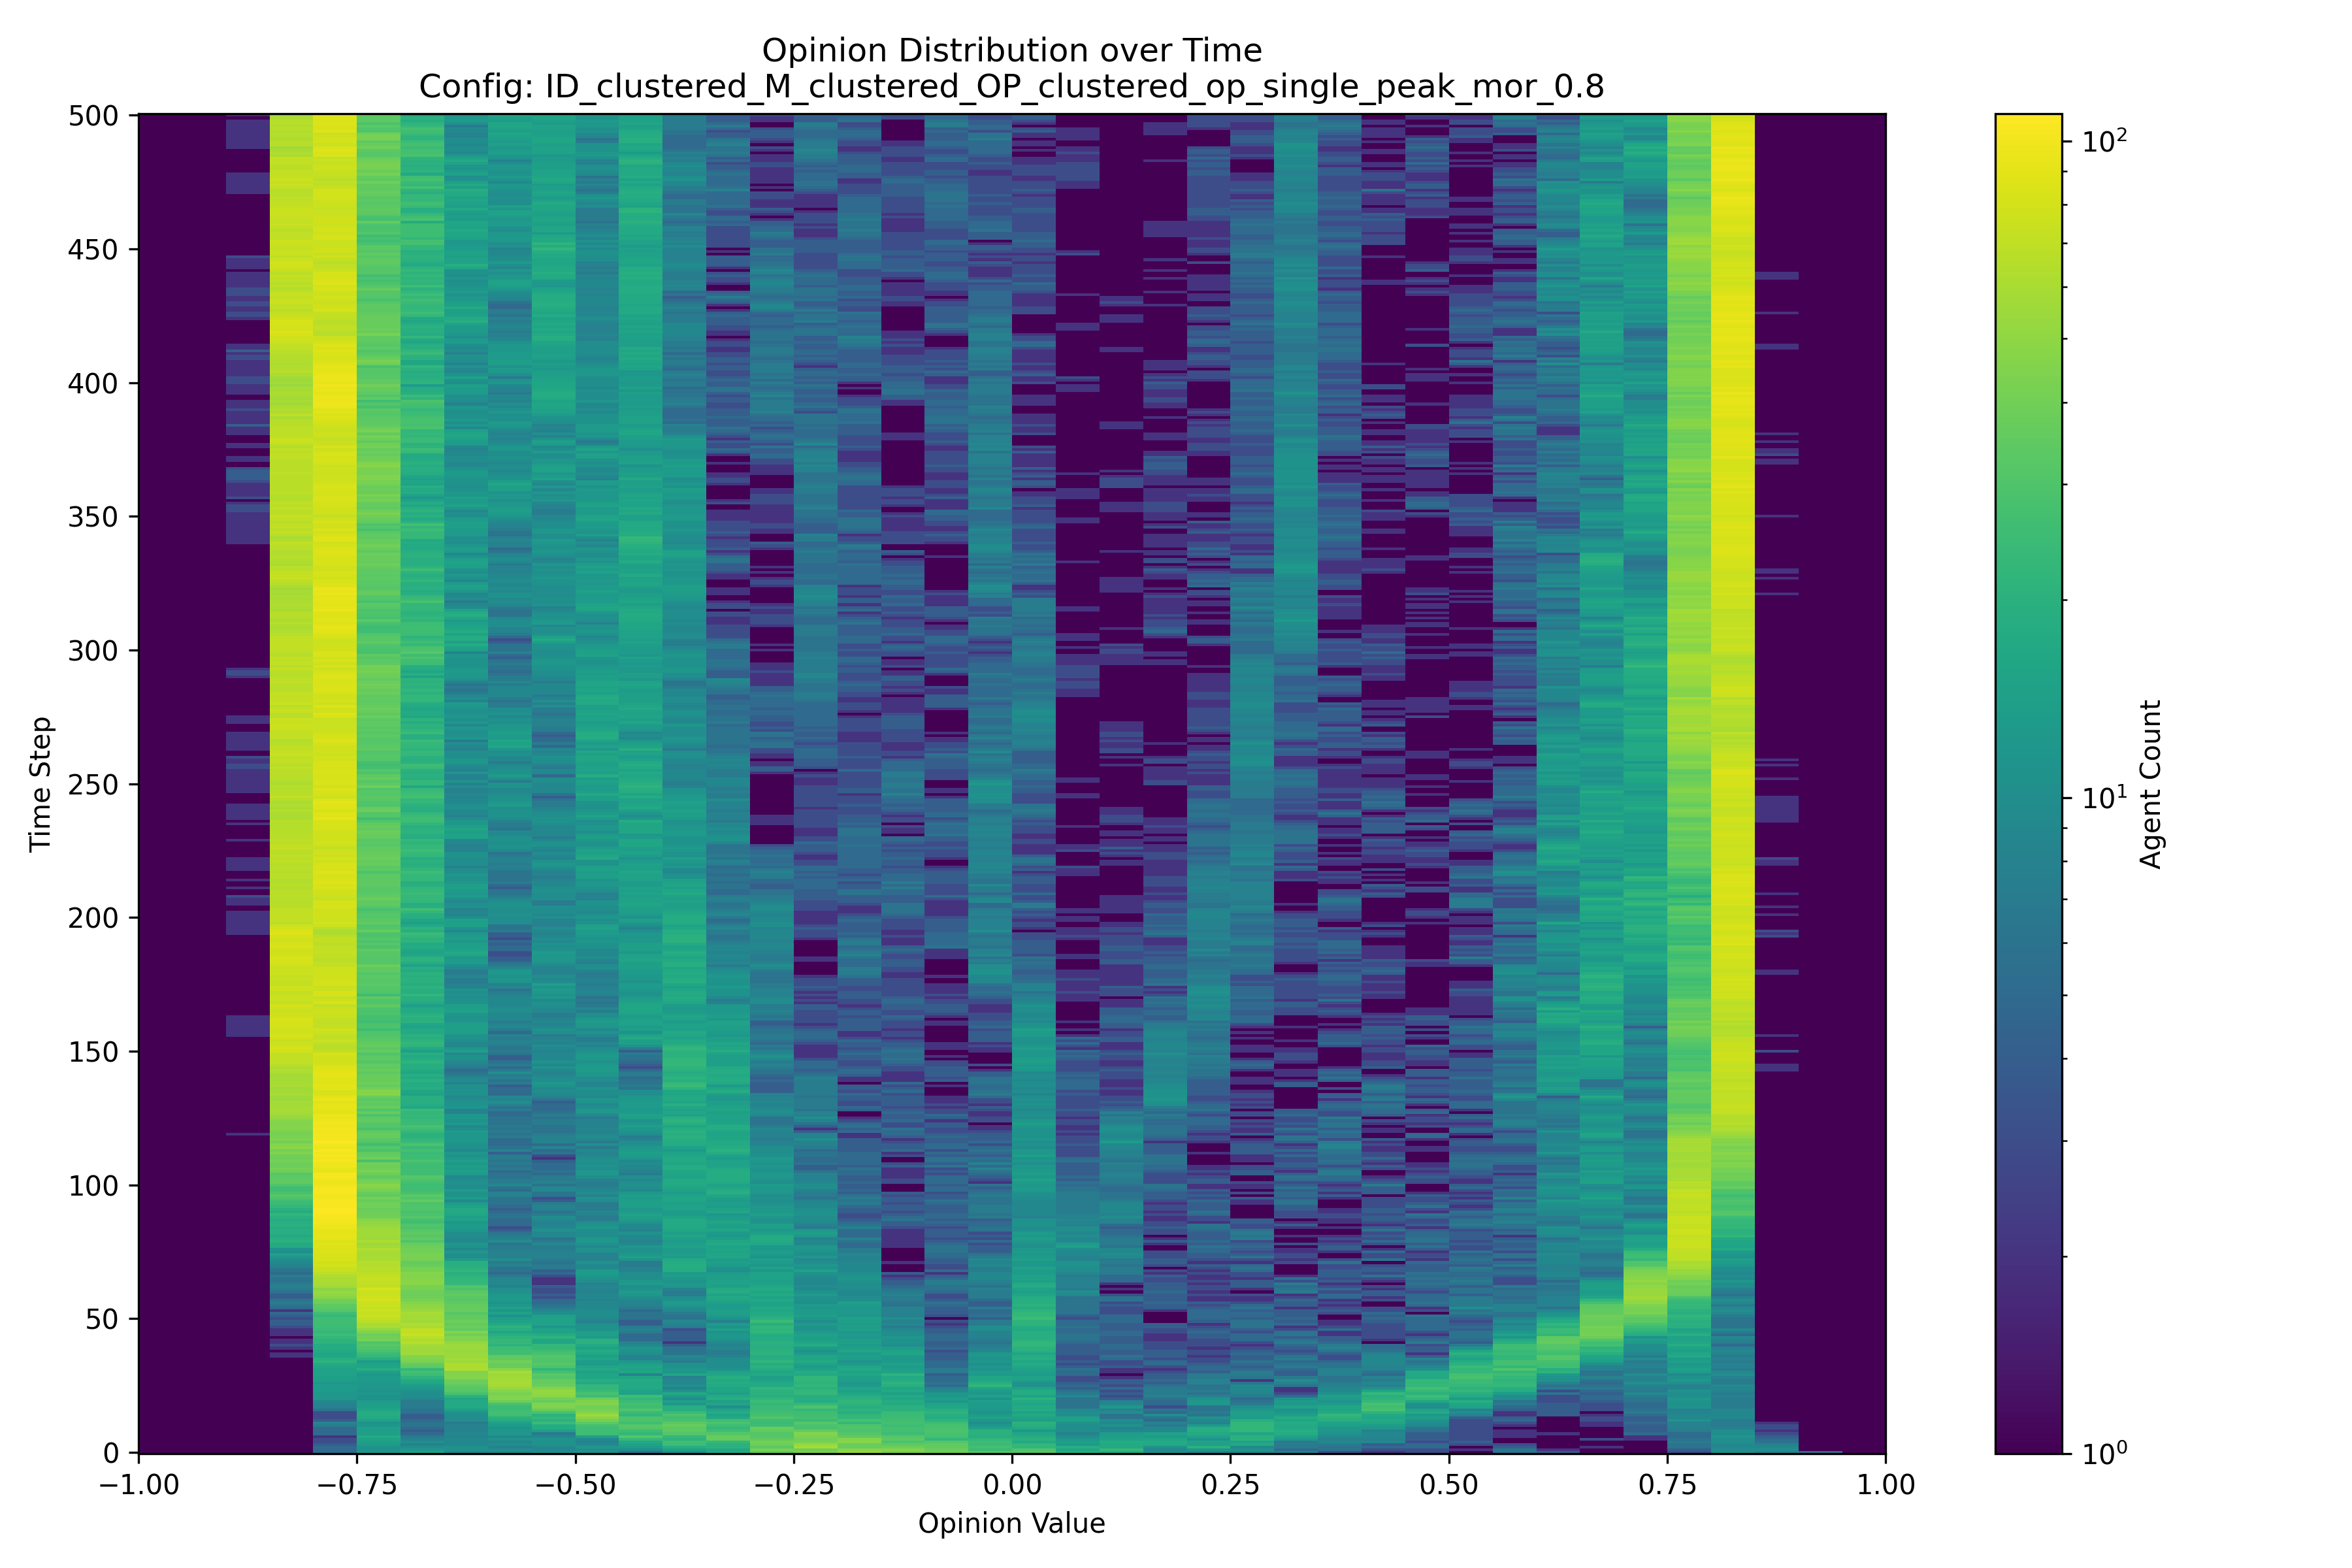 Opinion Distribution over Time
Config: ID_clustered_M_clustered_OP_clustered_op_single_peak_mor_0.8
500
450
400
350
300
250
200
150
100
50
0
Time Step
−1.00 −0.75 −0.50 −0.25 0.00 0.25 0.50 0.75 1.00
Opinion Value
10²
10¹
10⁰
Agent Count